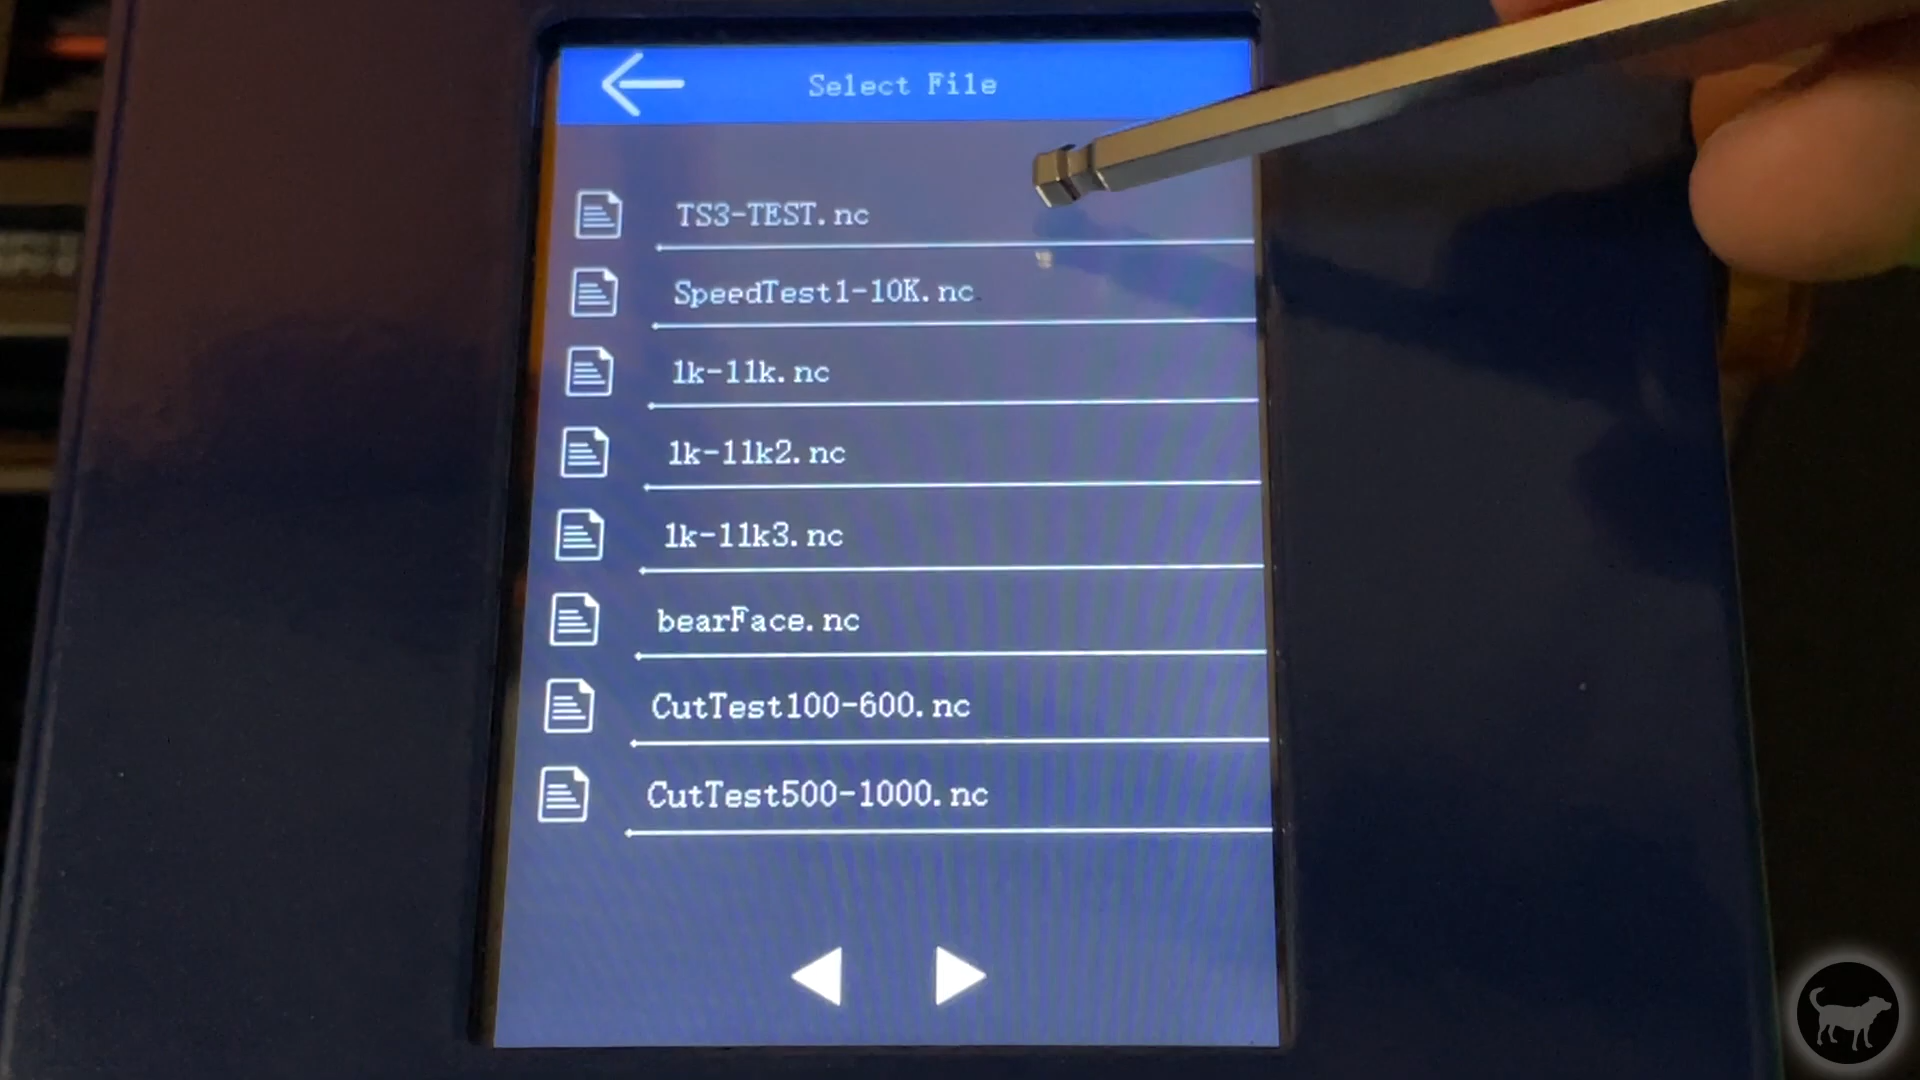 Select File
TS3-TEST.nc
SpeedTest1-10K.nc
1k-11k.nc
1k-11k2.nc
1k-11k3.nc
bearFace.nc
CutTest100-600.nc
CutTest500-1000.nc